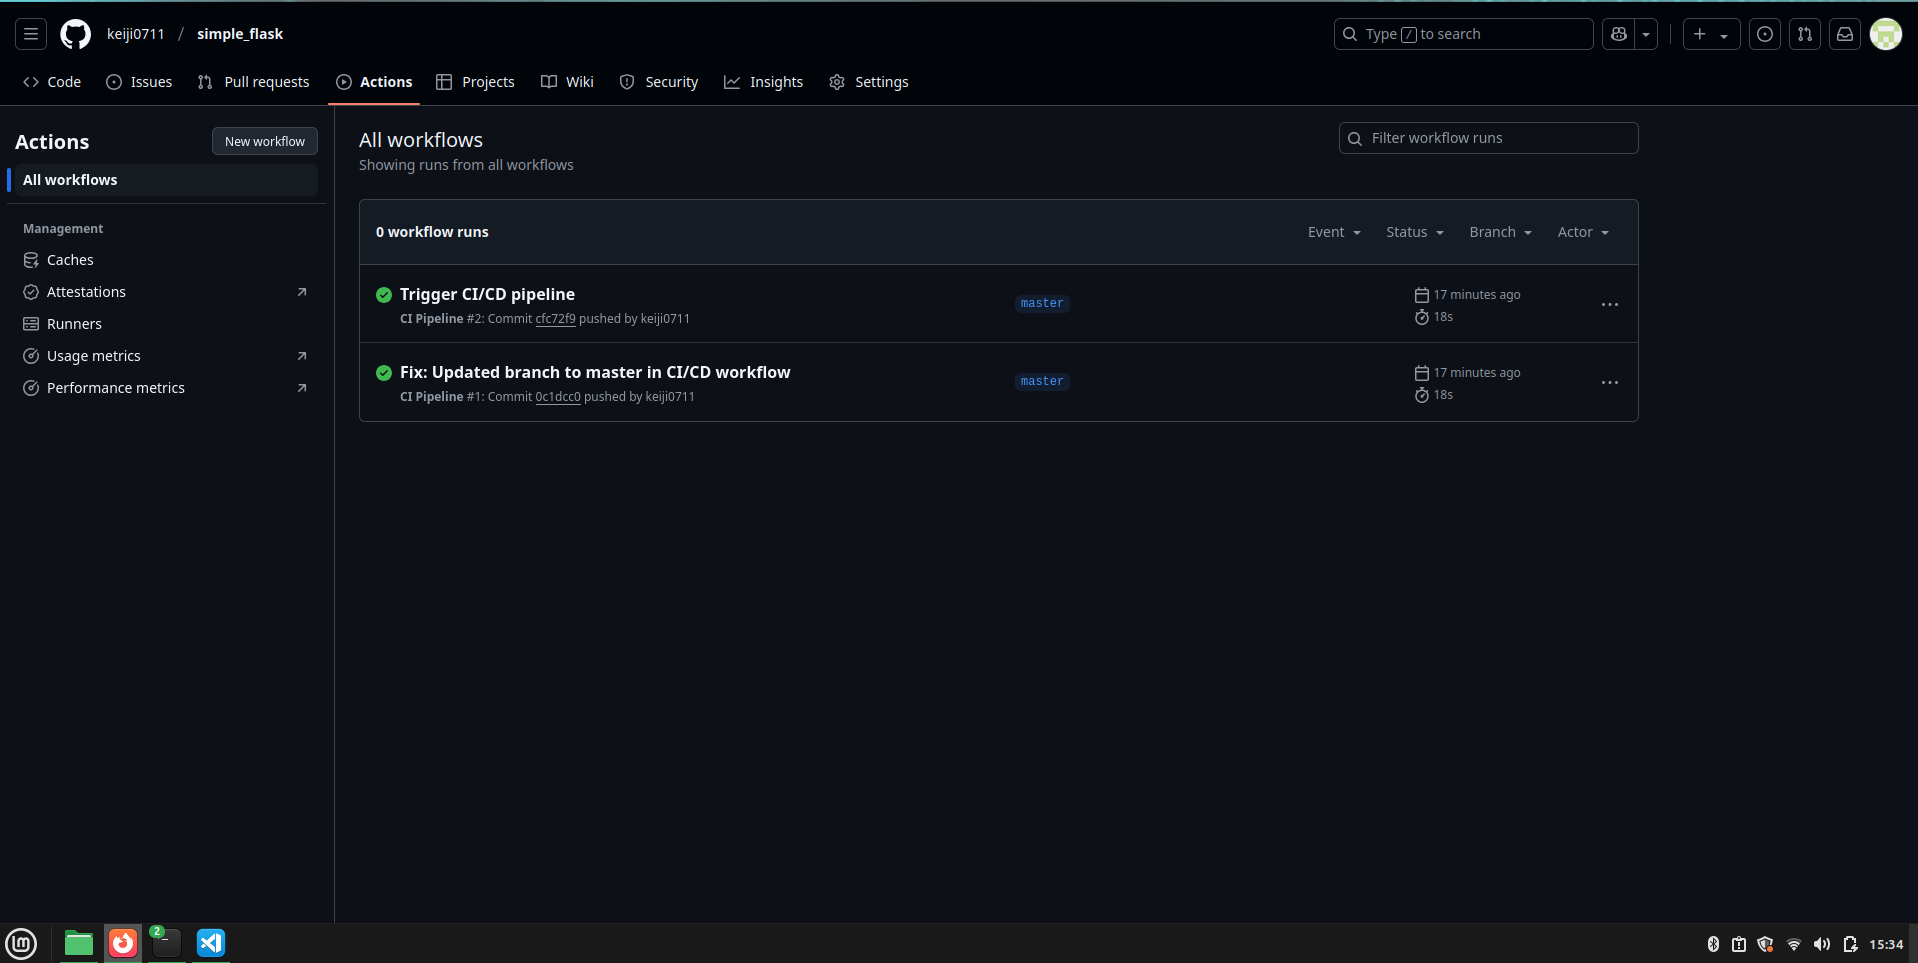 keiji0711 / simple_flask
Type / to search
Code
Issues
Pull requests
Actions
Projects
Wiki
Security
Insights
Settings
Actions
New workflow
All workflows
Management
Caches
Attestations
Runners
Usage metrics
Performance metrics
All workflows
Showing runs from all workflows
Filter workflow runs
0 workflow runs
Event
Status
Branch
Actor
Trigger CI/CD pipeline
CI Pipeline #2: Commit cfc72f9 pushed by keiji0711
master
17 minutes ago
18s
Fix: Updated branch to master in CI/CD workflow
CI Pipeline #1: Commit 0c1dcc0 pushed by keiji0711
master
17 minutes ago
18s
2
15:34